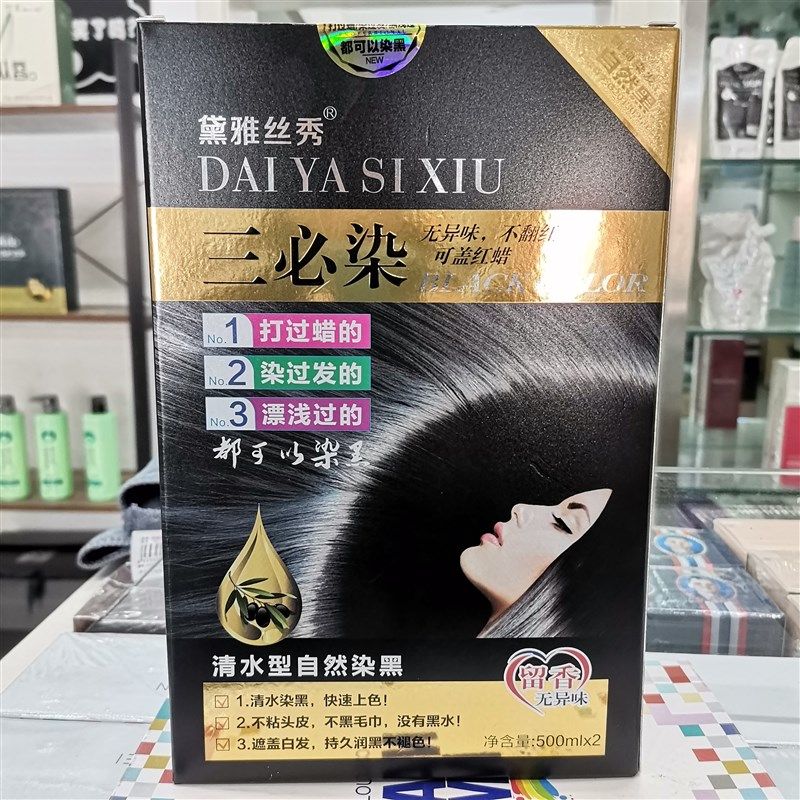 都可以染黑
NEW
自然黑
黛雅丝秀®
DAI YA SI XIU
三必染
无异味，不翻红
可盖红蜡
BLACK COLOR
No.1 打过蜡的
No.2 染过发的
No.3 漂浅过的
都可以染黑
清水型自然染黑
留香
无异味
1.清水染黑，快速上色！
2.不粘头皮，不黑毛巾，没有黑水！
3.遮盖白发，持久润黑不褪色！
净含量:500mlx2